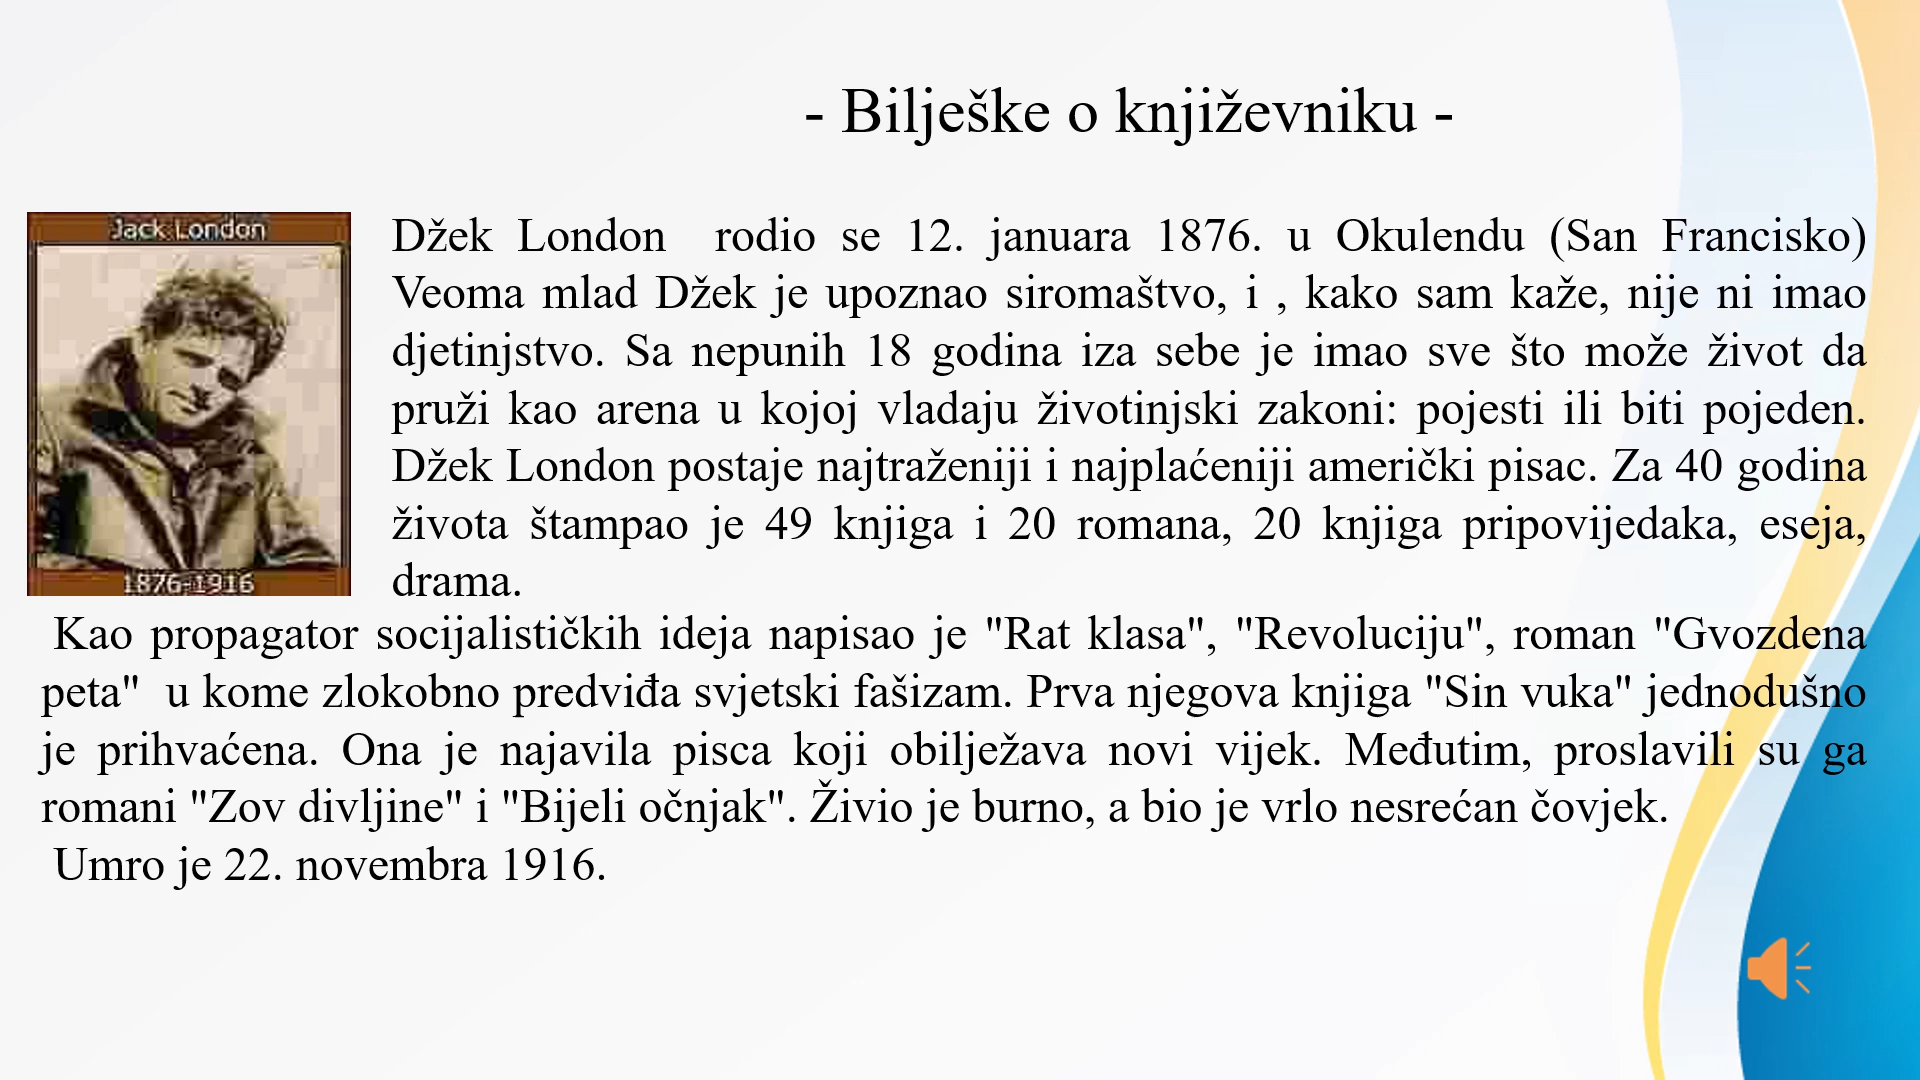 - Bilješke o književniku -
Jack London
1876-1916
Džek London  rodio se 12. januara 1876. u Okulendu (San Francisko)
Veoma mlad Džek je upoznao siromaštvo, i , kako sam kaže, nije ni imao
djetinjstvo. Sa nepunih 18 godina iza sebe je imao sve što može život da
pruži kao arena u kojoj vladaju životinjski zakoni: pojesti ili biti pojeden.
Džek London postaje najtraženiji i najplaćeniji američki pisac. Za 40 godina
života štampao je 49 knjiga i 20 romana, 20 knjiga pripovijedaka, eseja,
drama.
Kao propagator socijalističkih ideja napisao je "Rat klasa", "Revoluciju", roman "Gvozdena
peta"  u kome zlokobno predviđa svjetski fašizam. Prva njegova knjiga "Sin vuka" jednodušno
je prihvaćena. Ona je najavila pisca koji obilježava novi vijek. Međutim, proslavili su ga
romani "Zov divljine" i "Bijeli očnjak". Živio je burno, a bio je vrlo nesrećan čovjek.
Umro je 22. novembra 1916.